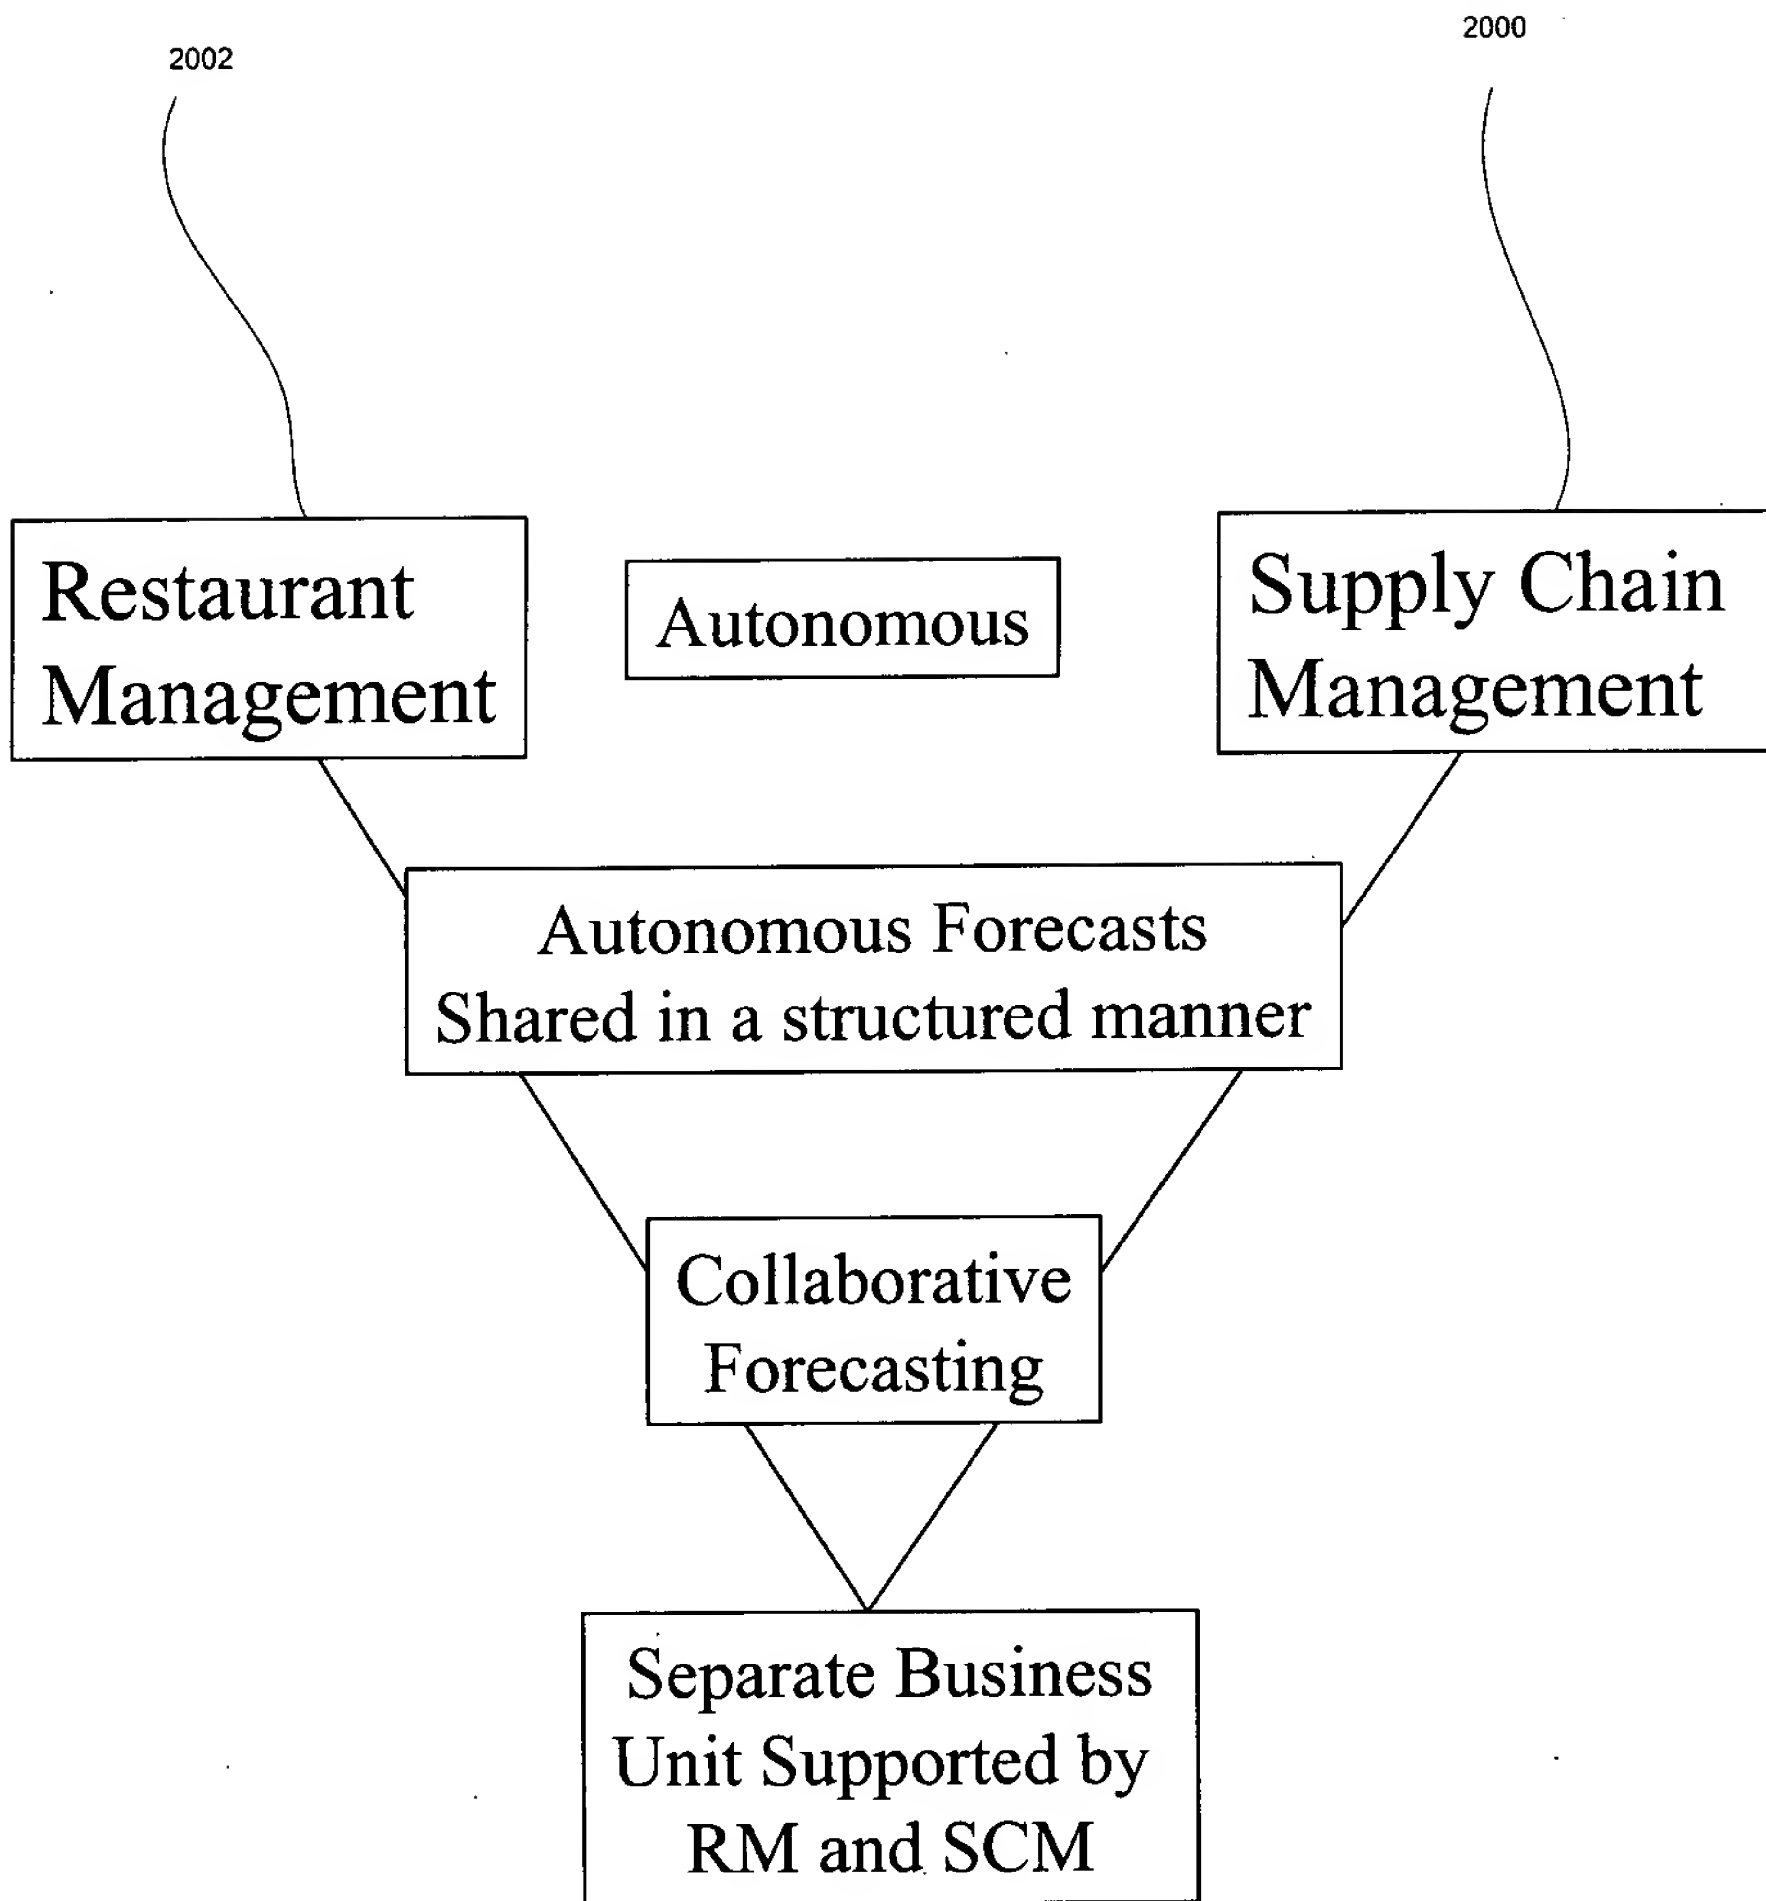 2002
2000
Restaurant
Management
Autonomous
Supply Chain
Management
Autonomous Forecasts
Shared in a structured manner
Collaborative
Forecasting
Separate Business
Unit Supported by
RM and SCM